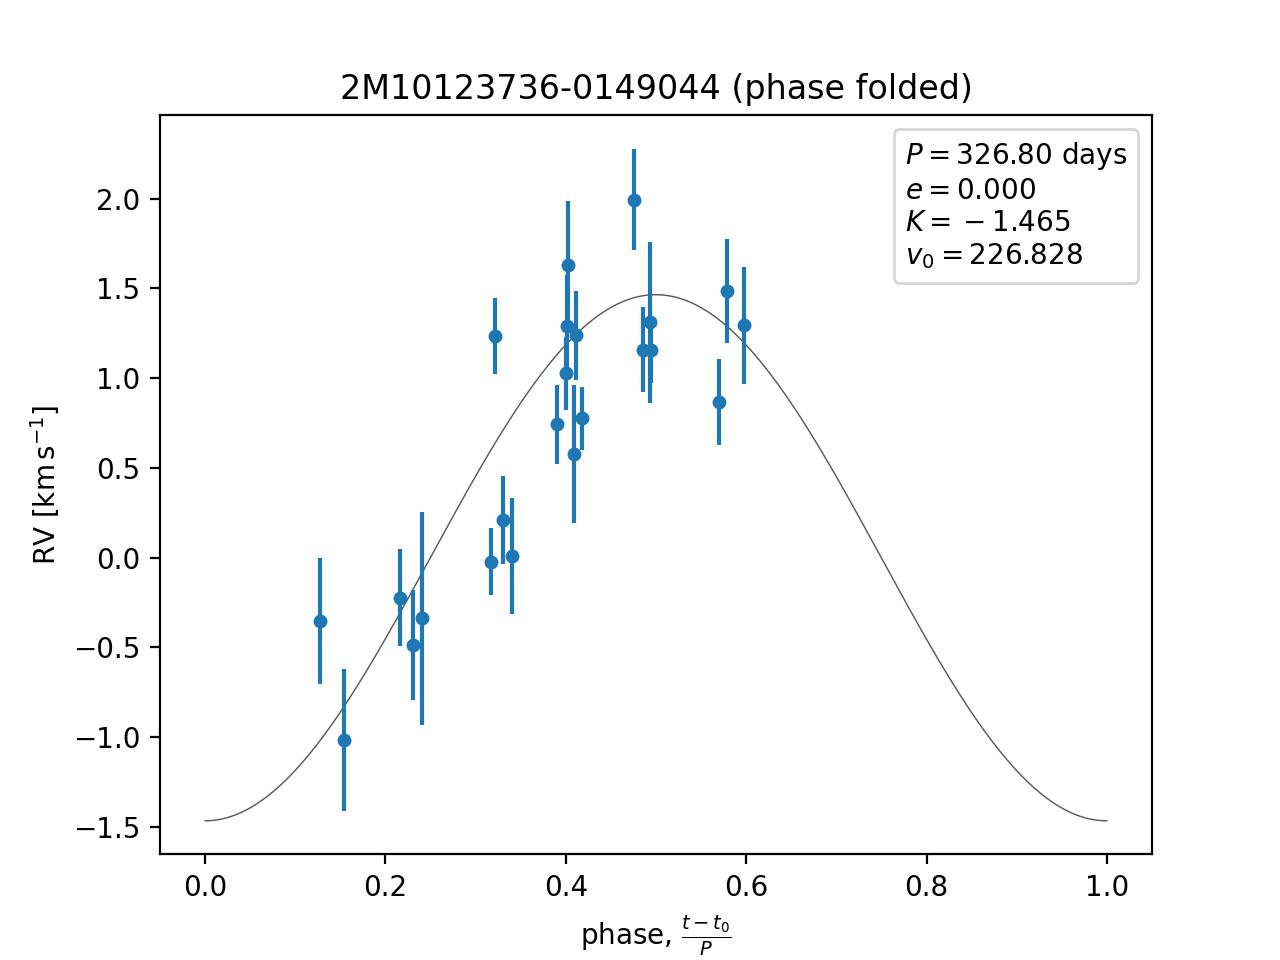 2M10123736-0149044 (phase folded)
P = 326.80 days
e = 0.000
K = − 1.465
v₀ = 226.828
2.0
1.5
1.0
0.5
0.0
−0.5
−1.0
−1.5
RV [km s⁻¹]
0.0 0.2 0.4 0.6 0.8 1.0
phase, (t − t₀)/P